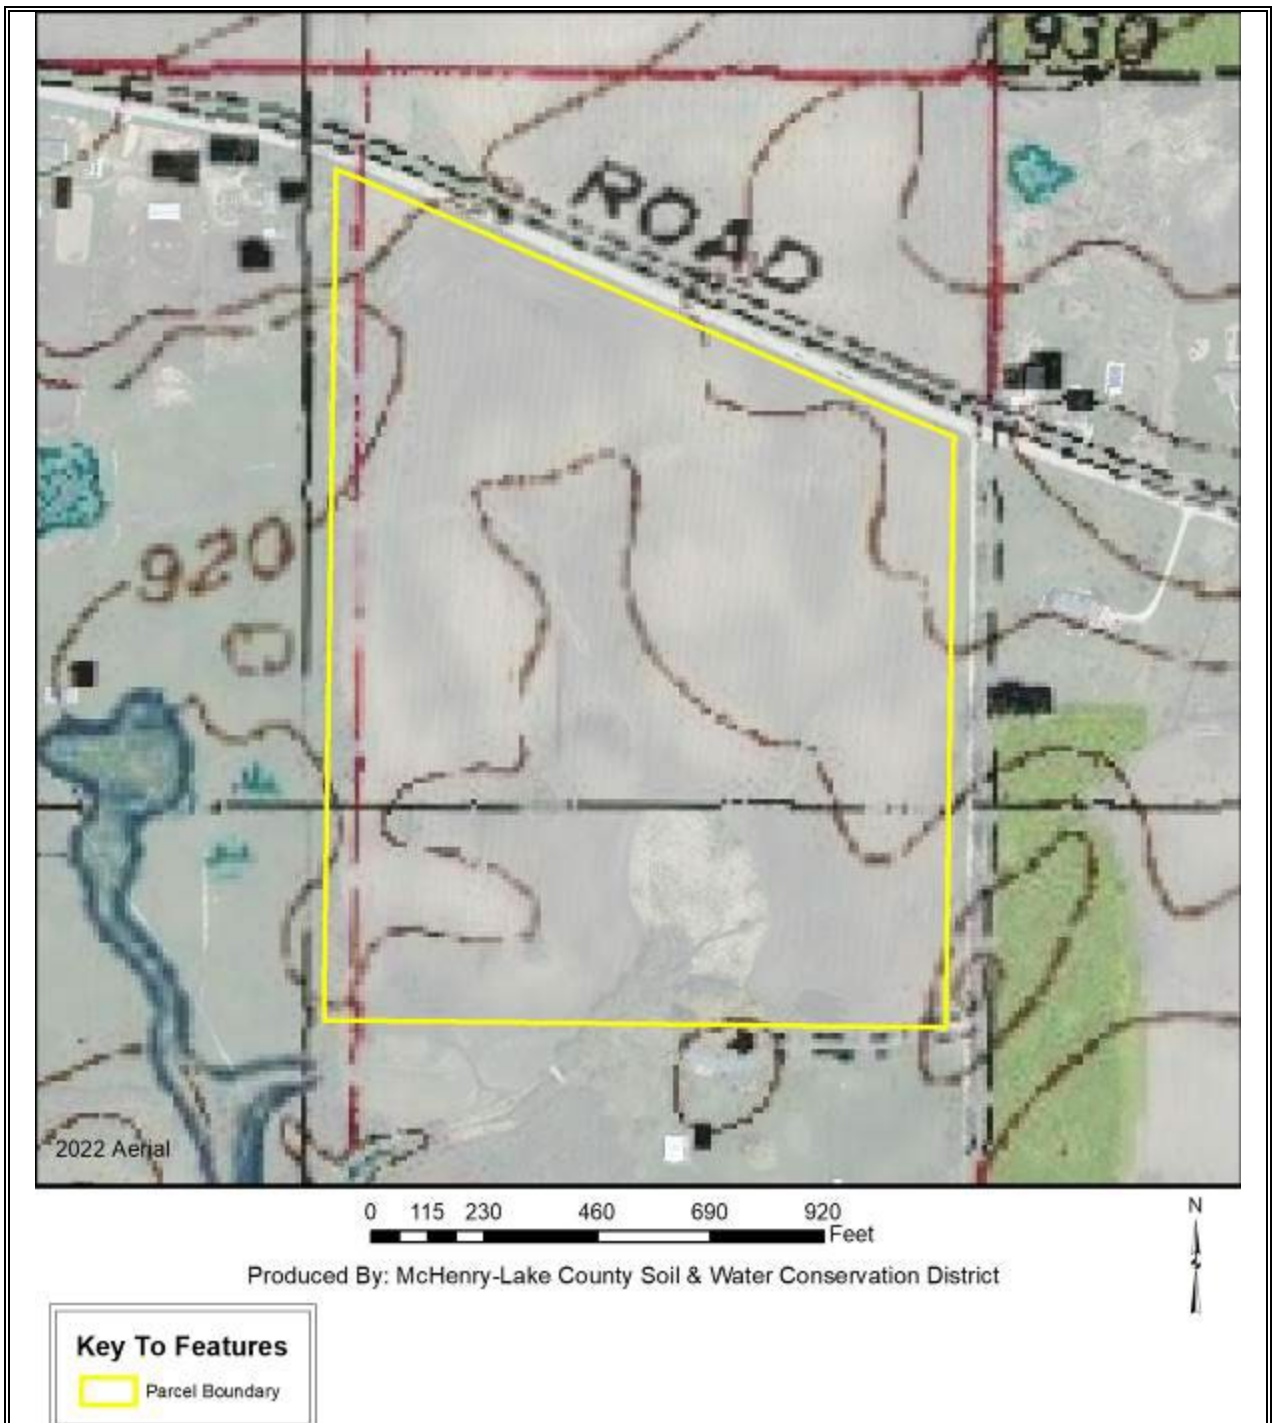 930
ROAD
920
2022 Aerial
0 115 230 460 690 920
Feet
N
Produced By: McHenry-Lake County Soil & Water Conservation District
Key To Features
Parcel Boundary